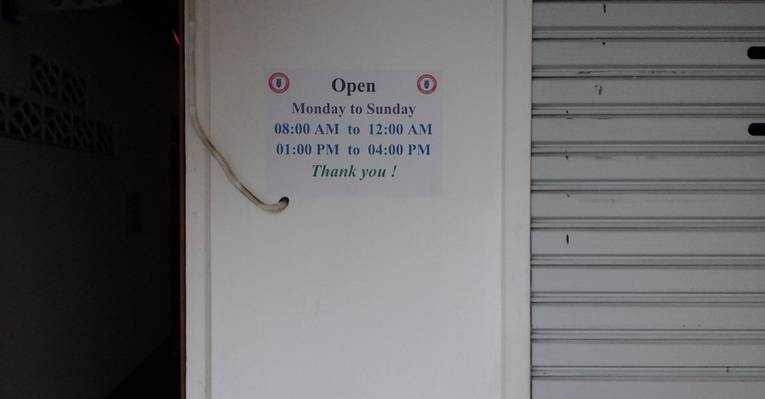 Open
Monday to Sunday
08:00 AM to 12:00 AM
01:00 PM to 04:00 PM
Thank you !